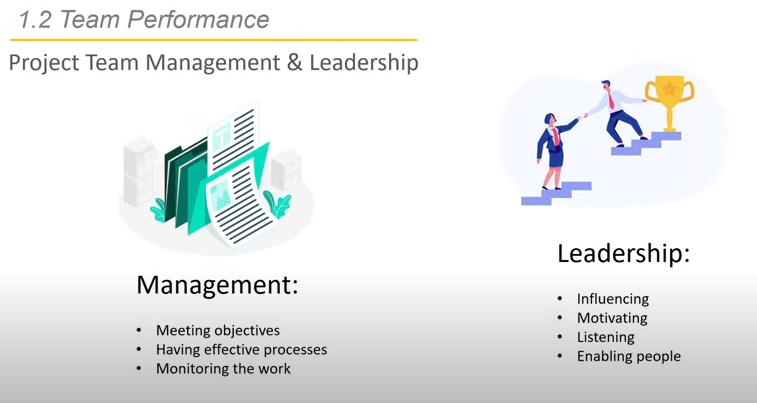 1.2 Team Performance
Project Team Management & Leadership
Management:
• Meeting objectives
• Having effective processes
• Monitoring the work
Leadership:
• Influencing
• Motivating
• Listening
• Enabling people